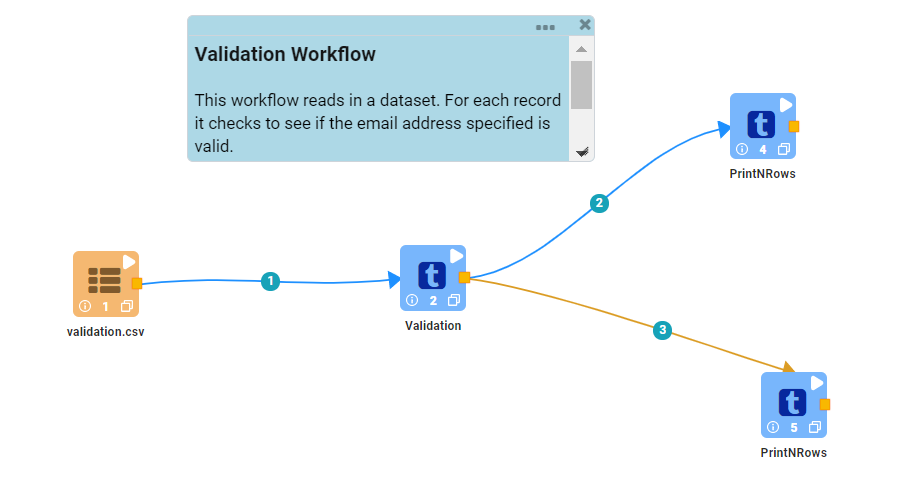 Validation Workflow
This workflow reads in a dataset. For each record
it checks to see if the email address specified is
valid.
t
4
PrintNRows
2
1
validation.csv
1
t
2
Validation
3
t
5
PrintNRows